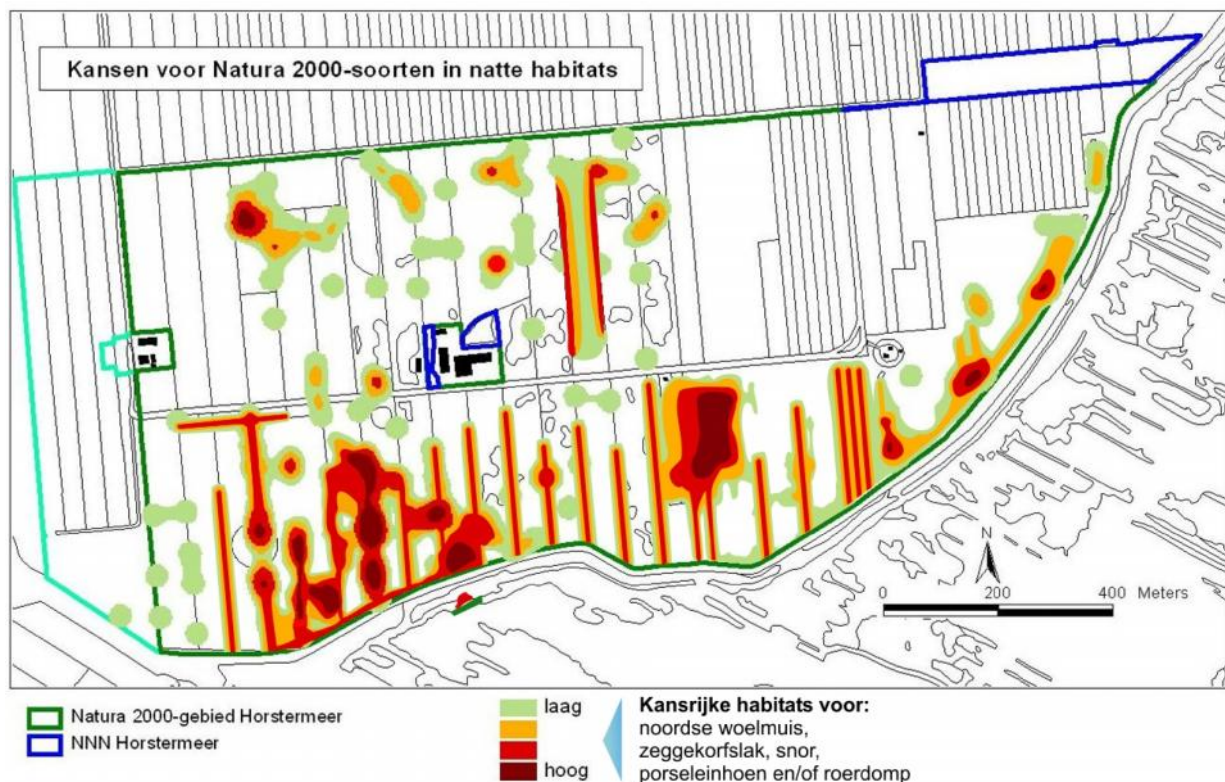 Kansen voor Natura 2000-soorten in natte habitats
N
0 200 400 Meters
Natura 2000-gebied Horstermeer
NNN Horstermeer
laag
hoog
Kansrijke habitats voor:
noordse woelmuis,
zeggekorfslak, snor,
porseleinhoen en/of roerdomp